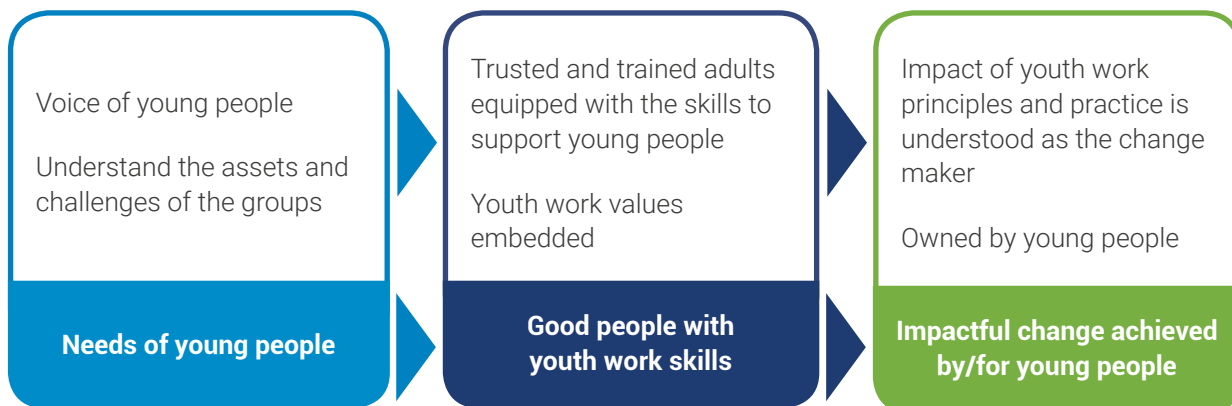 Voice of young people
Understand the assets and
challenges of the groups
Needs of young people
Trusted and trained adults
equipped with the skills to
support young people
Youth work values
embedded
Good people with
youth work skills
Impact of youth work
principles and practice is
understood as the change
maker
Owned by young people
Impactful change achieved
by/for young people